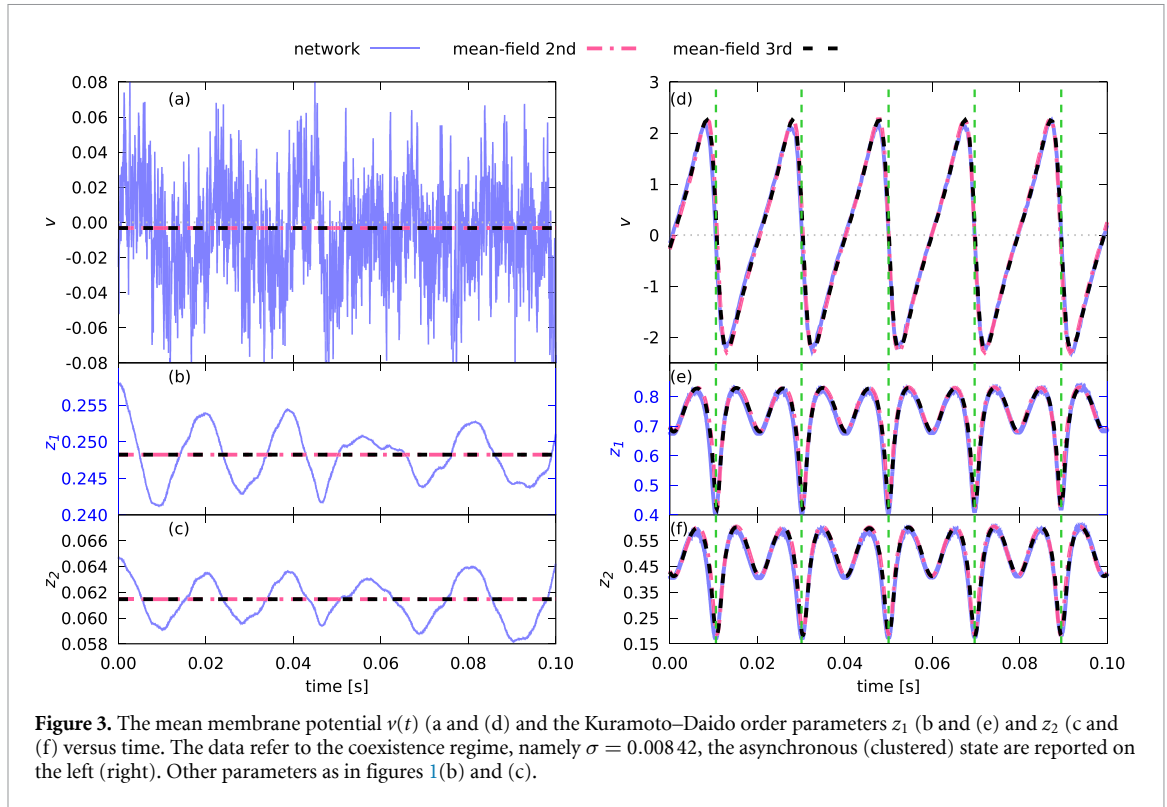 network mean-field 2nd mean-field 3rd
(a)
0.08
0.06
0.04
0.02
0.00
-0.02
-0.04
-0.06
-0.08
v
(b)
0.255
0.250
0.245
0.240
z1
(c)
0.066
0.064
0.062
0.060
0.058
z2
0.00 0.02 0.04 0.06 0.08 0.10
time [s]
(d)
3
2
1
0
-1
-2
v
(e)
0.8
0.7
0.6
0.5
0.4
z1
(f)
0.55
0.45
0.35
0.25
0.15
z2
0.00 0.02 0.04 0.06 0.08 0.10
time [s]
Figure 3. The mean membrane potential v(t) (a and (d) and the Kuramoto–Daido order parameters z1 (b and (e) and z2 (c and
(f) versus time. The data refer to the coexistence regime, namely σ = 0.008 42, the asynchronous (clustered) state are reported on
the left (right). Other parameters as in figures 1(b) and (c).